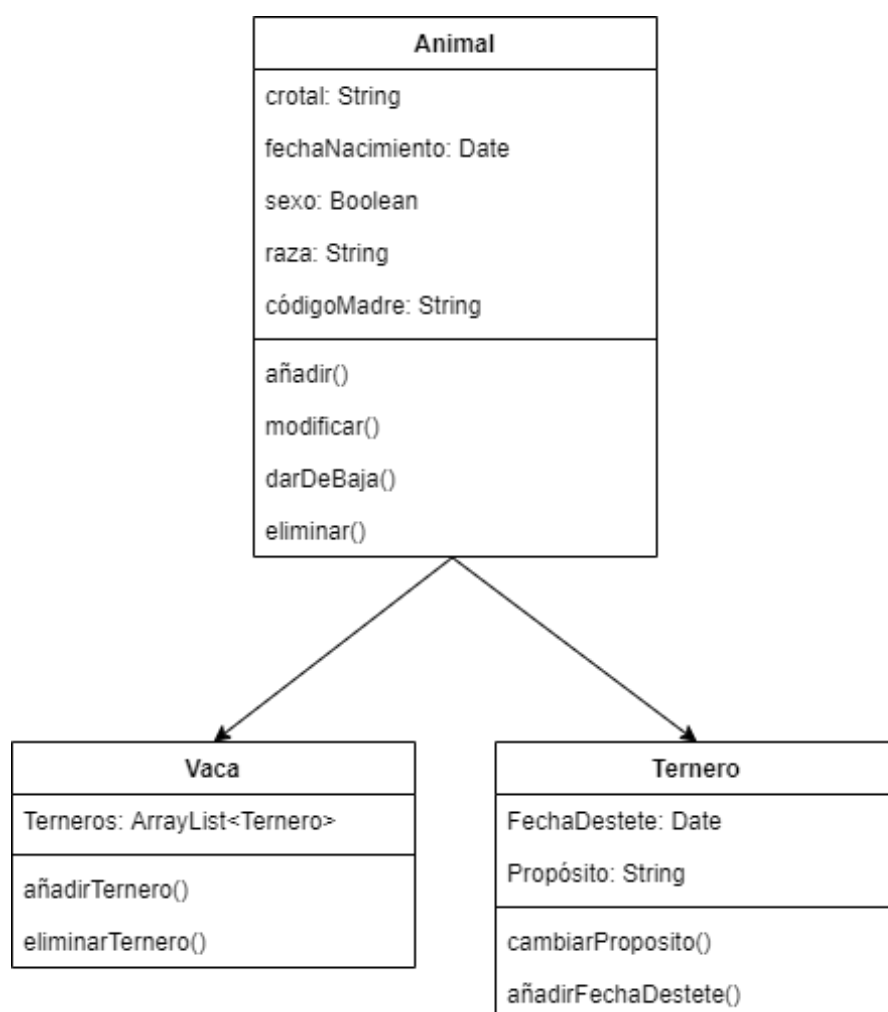 Animal
crotal: String
fechaNacimiento: Date
sexo: Boolean
raza: String
códigoMadre: String
añadir()
modificar()
darDeBaja()
eliminar()
Vaca
Terneros: ArrayList<Ternero>
añadirTernero()
eliminarTernero()
Ternero
FechaDestete: Date
Propósito: String
cambiarProposito()
añadirFechaDestete()